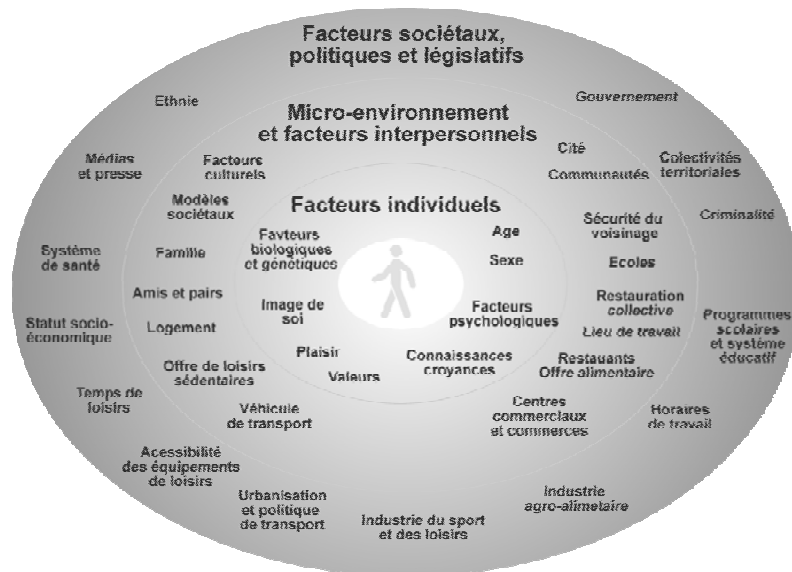 Facteurs sociétaux,
politiques et législatifs
Ethnie
Gouvernement
Micro-environnement
et facteurs interpersonnels
Médias
et presse
Facteurs
culturels
Cité
Communautés
Colectivités
territoriales
Modèles
sociétaux
Facteurs individuels
Sécurité du
voisinage
Criminalité
Système
de santé
Famille
Favteurs
biologiques
et génétiques
Age
Sexe
Ecoles
Amis et pairs
Image de
soi
Facteurs
psychologiques
Restauration
collective
Statut socio-
économique
Logement
Lieu de travail
Programmes
scolaires
et système
éducatif
Offre de loisirs
sédentaires
Plaisir
Valeurs
Connaissances
croyances
Restauants
Offre alimentaire
Temps de
loisirs
Véhicule
de transport
Centres
commerciaux
et commerces
Horaires
de travail
Acessibilité
des équipements
de loisirs
Urbanisation
et politique
de transport
Industrie du sport
et des loisirs
Industrie
agro-alimetaire